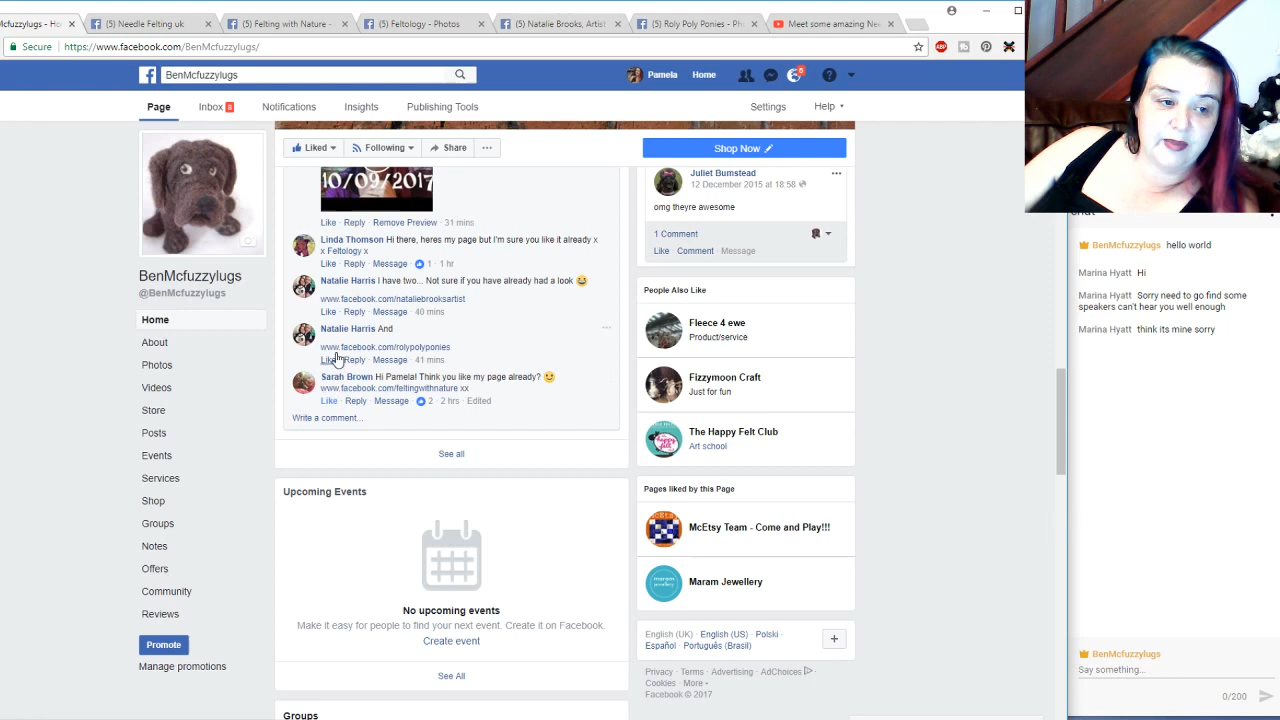 cfuzzylugs - Ho
(5) Needle Felting uk
(5) Felting with Nature -
(5) Feltology - Photos
(5) Natalie Brooks, Artist
(5) Roly Poly Ponies - Ph
Meet some amazing Ne
Secure
https://www.facebook.com/BenMcfuzzylugs/
ABP
BenMcfuzzylugs
Pamela
Home
8
Page
Inbox 8
Notifications
Insights
Publishing Tools
Settings
Help
Liked
Following
Share
Shop Now
BenMcfuzzylugs
@BenMcfuzzylugs
Home
About
Photos
Videos
Store
Posts
Events
Services
Shop
Groups
Notes
Offers
Community
Reviews
Promote
Manage promotions
10/09/2017
Like · Reply · Remove Preview · 31 mins
Linda Thomson Hi there, heres my page but I'm sure you like it already x
x Feltology x
Like · Reply · Message · 1 · 1 hr
Natalie Harris I have two... Not sure if you have already had a look
www.facebook.com/nataliebrooksartist
Like · Reply · Message · 40 mins
Natalie Harris And
www.facebook.com/rolypolyponies
Like · Reply · Message · 41 mins
Sarah Brown Hi Pamela! Think you like my page already?
www.facebook.com/feltingwithnature xx
Like · Reply · Message · 2 · 2 hrs · Edited
Write a comment...
See all
Upcoming Events
No upcoming events
Make it easy for people to find your next event. Create it on Facebook.
Create event
See All
Groups
Juliet Bumstead
12 December 2015 at 18:58
omg theyre awesome
1 Comment
Like Comment Message
People Also Like
Fleece 4 ewe
Product/service
Fizzymoon Craft
Just for fun
The Happy Felt Club
Art school
Pages liked by this Page
McEtsy Team - Come and Play!!!
Maram Jewellery
English (UK) · English (US) · Polski ·
Español · Português (Brasil)
Privacy · Terms · Advertising · AdChoices ·
Cookies · More
Facebook © 2017
BenMcfuzzylugs hello world
Marina Hyatt Hi
Marina Hyatt Sorry need to go find some
speakers can't hear you well enough
Marina Hyatt think its mine sorry
BenMcfuzzylugs
Say something...
0/200